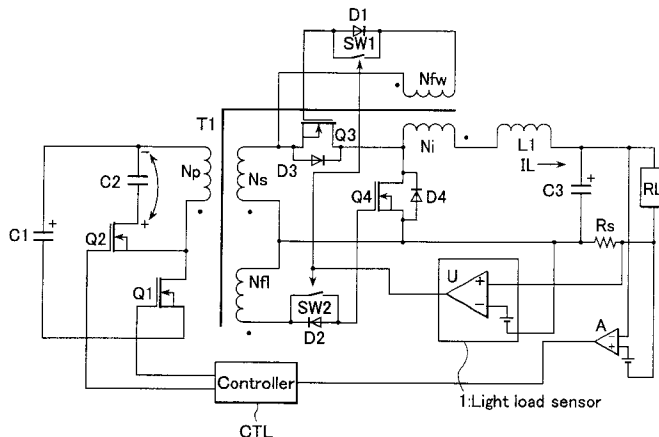 D1
SW1
Nfw
T1
Q3
Ni
L1
IL
C2
Np
Ns
D3
Q4
D4
C3
RL
C1
Q2
Rs
Q1
Nfl
SW2
D2
U
A
Controller
CTL
1:Light load sensor